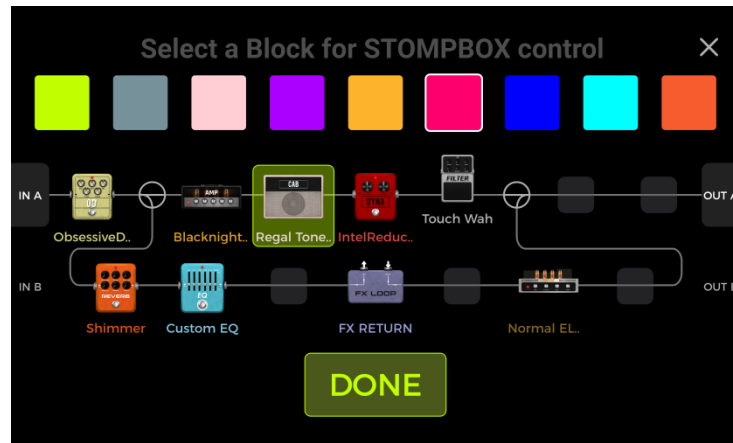 Select a Block for STOMPBOX control
IN A
OD
AMP
CAB
DYNA
FILTER
OUT A
ObsessiveD..
Blacknight..
Regal Tone..
IntelReduc..
Touch Wah
IN B
REVERB
EQ
FX LOOP
OUT
Shimmer
Custom EQ
FX RETURN
Normal EL..
DONE